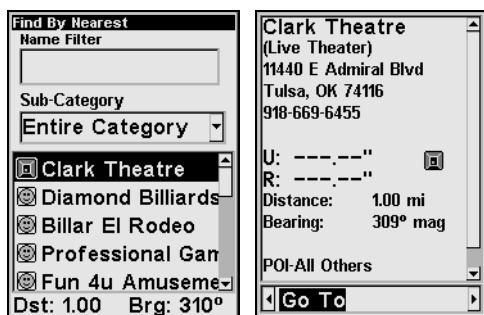 Find By Nearest
Name Filter
Sub-Category
Entire Category
Clark Theatre
Diamond Billiards
Billar El Rodeo
Professional Gam
Fun 4u Amuseme
Dst: 1.00 Brg: 310º
Clark Theatre
(Live Theater)
11440 E Admiral Blvd
Tulsa, OK 74116
918-669-6455
U: ---.--"
R: ---.--"
Distance: 1.00 mi
Bearing: 309º mag
POI-All Others
Go To